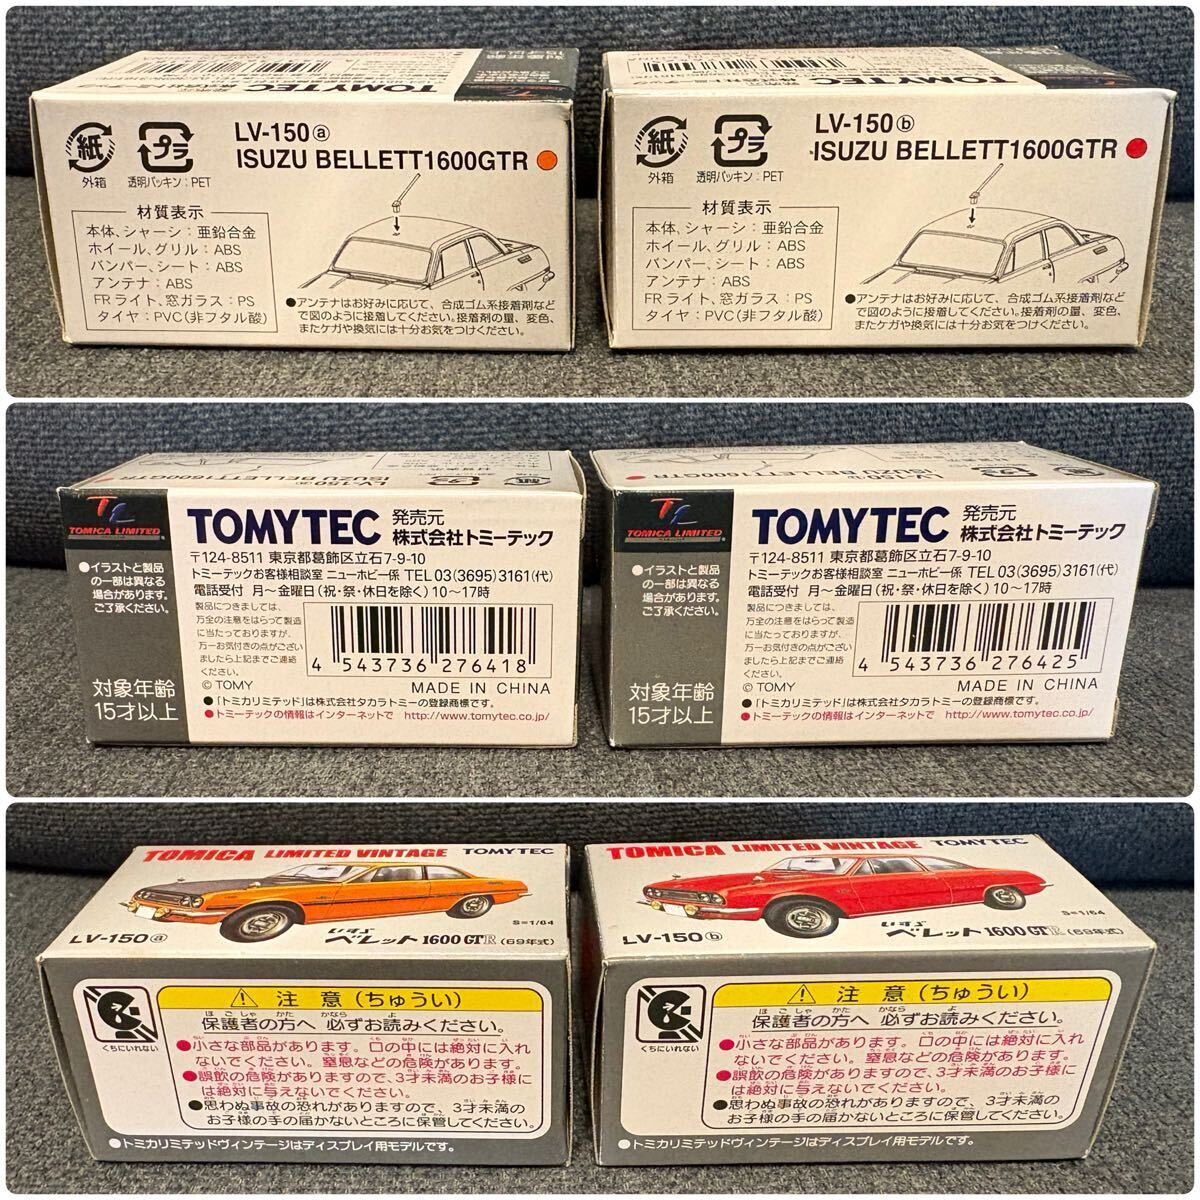 TOMYTEC
紙
外箱
プラ
透明パッキン:PET
LV-150ⓐ
ISUZU BELLETT1600GTR
材質表示
本体、シャーシ:亜鉛合金
ホイール、グリル:ABS
バンパー、シート:ABS
アンテナ:ABS
FRライト、窓ガラス:PS
タイヤ:PVC(非フタル酸)
●アンテナはお好みに応じて、合成ゴム系接着剤など
で図のように接着してください。接着剤の量、変色、
またケガや換気には十分お気をつけください。
TOMYTEC
紙
外箱
プラ
透明パッキン:PET
LV-150ⓑ
ISUZU BELLETT1600GTR
材質表示
本体、シャーシ:亜鉛合金
ホイール、グリル:ABS
バンパー、シート:ABS
アンテナ:ABS
FRライト、窓ガラス:PS
タイヤ:PVC(非フタル酸)
●アンテナはお好みに応じて、合成ゴム系接着剤など
で図のように接着してください。接着剤の量、変色、
またケガや換気には十分お気をつけください。
LV-150ⓐ
ISUZU BELLETT1600GTR
TOMICA LIMITED
●イラストと製品
の一部は異なる
場合があります。
ご了承ください。
対象年齢
15才以上
TOMYTEC 発売元
株式会社トミーテック
〒124-8511 東京都葛飾区立石7-9-10
トミーテックお客様相談室 ニューホビー係 TEL 03(3695)3161(代)
電話受付 月～金曜日(祝・祭・休日を除く)10～17時
製品につきましては、
万全の注意をはらって製造
に当たっておりますが、
万一お気付きの点がござい
ましたら上記までご連絡
ください。
4 543736 276418
© TOMY
MADE IN CHINA
●「トミカリミテッド」は株式会社タカラトミーの登録商標です。
●トミーテックの情報はインターネットで http://www.tomytec.co.jp/
LV-150ⓑ
ISUZU BELLETT1600GTR
TOMICA LIMITED
●イラストと製品
の一部は異なる
場合があります。
ご了承ください。
対象年齢
15才以上
TOMYTEC 発売元
株式会社トミーテック
〒124-8511 東京都葛飾区立石7-9-10
トミーテックお客様相談室 ニューホビー係 TEL 03(3695)3161(代)
電話受付 月～金曜日(祝・祭・休日を除く)10～17時
製品につきましては、
万全の注意をはらって製造
に当たっておりますが、
万一お気付きの点がござい
ましたら上記までご連絡
ください。
4 543736 276425
© TOMY
MADE IN CHINA
●「トミカリミテッド」は株式会社タカラトミーの登録商標です。
●トミーテックの情報はインターネットで http://www.tomytec.co.jp/
TOMICA LIMITED VINTAGE TOMYTEC
S=1/64
LV-150ⓐ
いすゞ ベレット 1600GTR (69年式)
くちにいれない
注意(ちゅうい)
保護者の方へ 必ずお読みください。
●小さな部品があります。口の中には絶対に入れ
ないでください。窒息などの危険があります。
●誤飲の危険がありますので、3才未満のお子様に
は絶対に与えないでください。
●思わぬ事故の恐れがありますので、3才未満の
お子様の手の届かないところに保管してください。
●トミカリミテッドヴィンテージはディスプレイ用モデルです。
TOMICA LIMITED VINTAGE TOMYTEC
S=1/64
LV-150ⓑ
いすゞ ベレット 1600GTR (69年式)
くちにいれない
注意(ちゅうい)
保護者の方へ 必ずお読みください。
●小さな部品があります。口の中には絶対に入れ
ないでください。窒息などの危険があります。
●誤飲の危険がありますので、3才未満のお子様に
は絶対に与えないでください。
●思わぬ事故の恐れがありますので、3才未満の
お子様の手の届かないところに保管してください。
●トミカリミテッドヴィンテージはディスプレイ用モデルです。